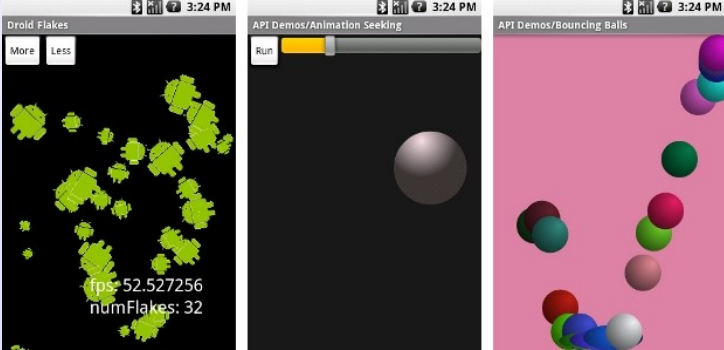 3:24 PM
Droid Flakes
More Less
fps: 52.527256
numFlakes: 32
3:24 PM
API Demos/Animation Seeking
Run
3:24 PM
API Demos/Bouncing Balls